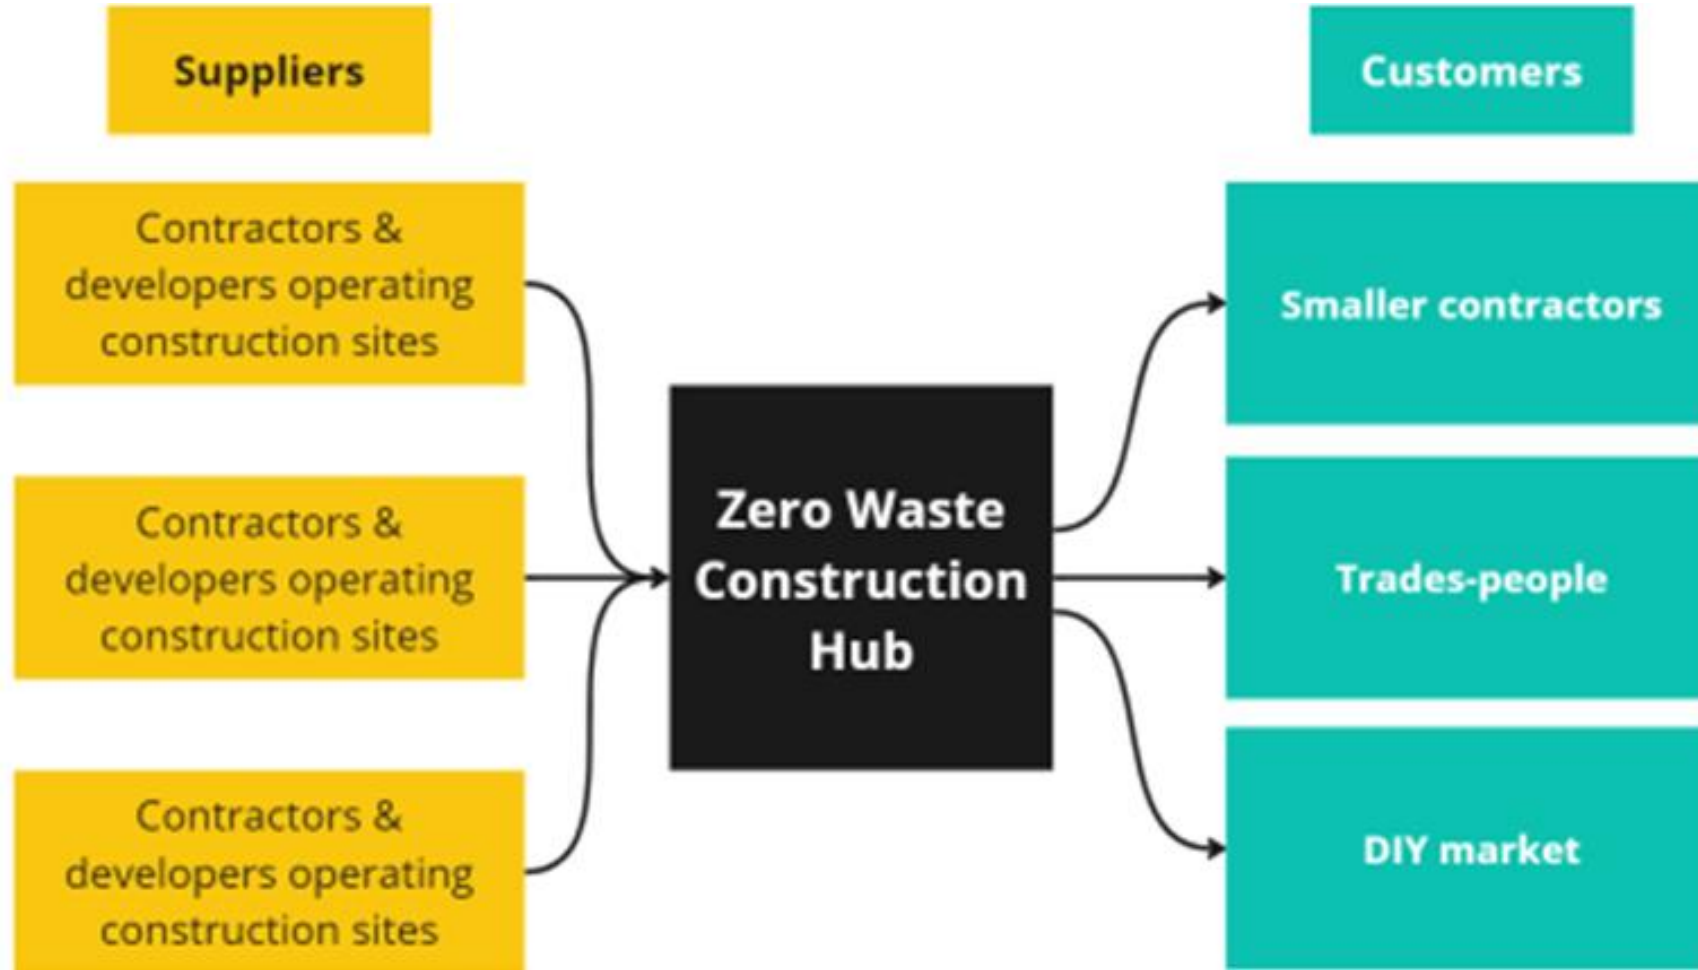 Suppliers
Customers
Contractors &
developers operating
construction sites
Contractors &
developers operating
construction sites
Contractors &
developers operating
construction sites
Zero Waste
Construction
Hub
Smaller contractors
Trades-people
DIY market